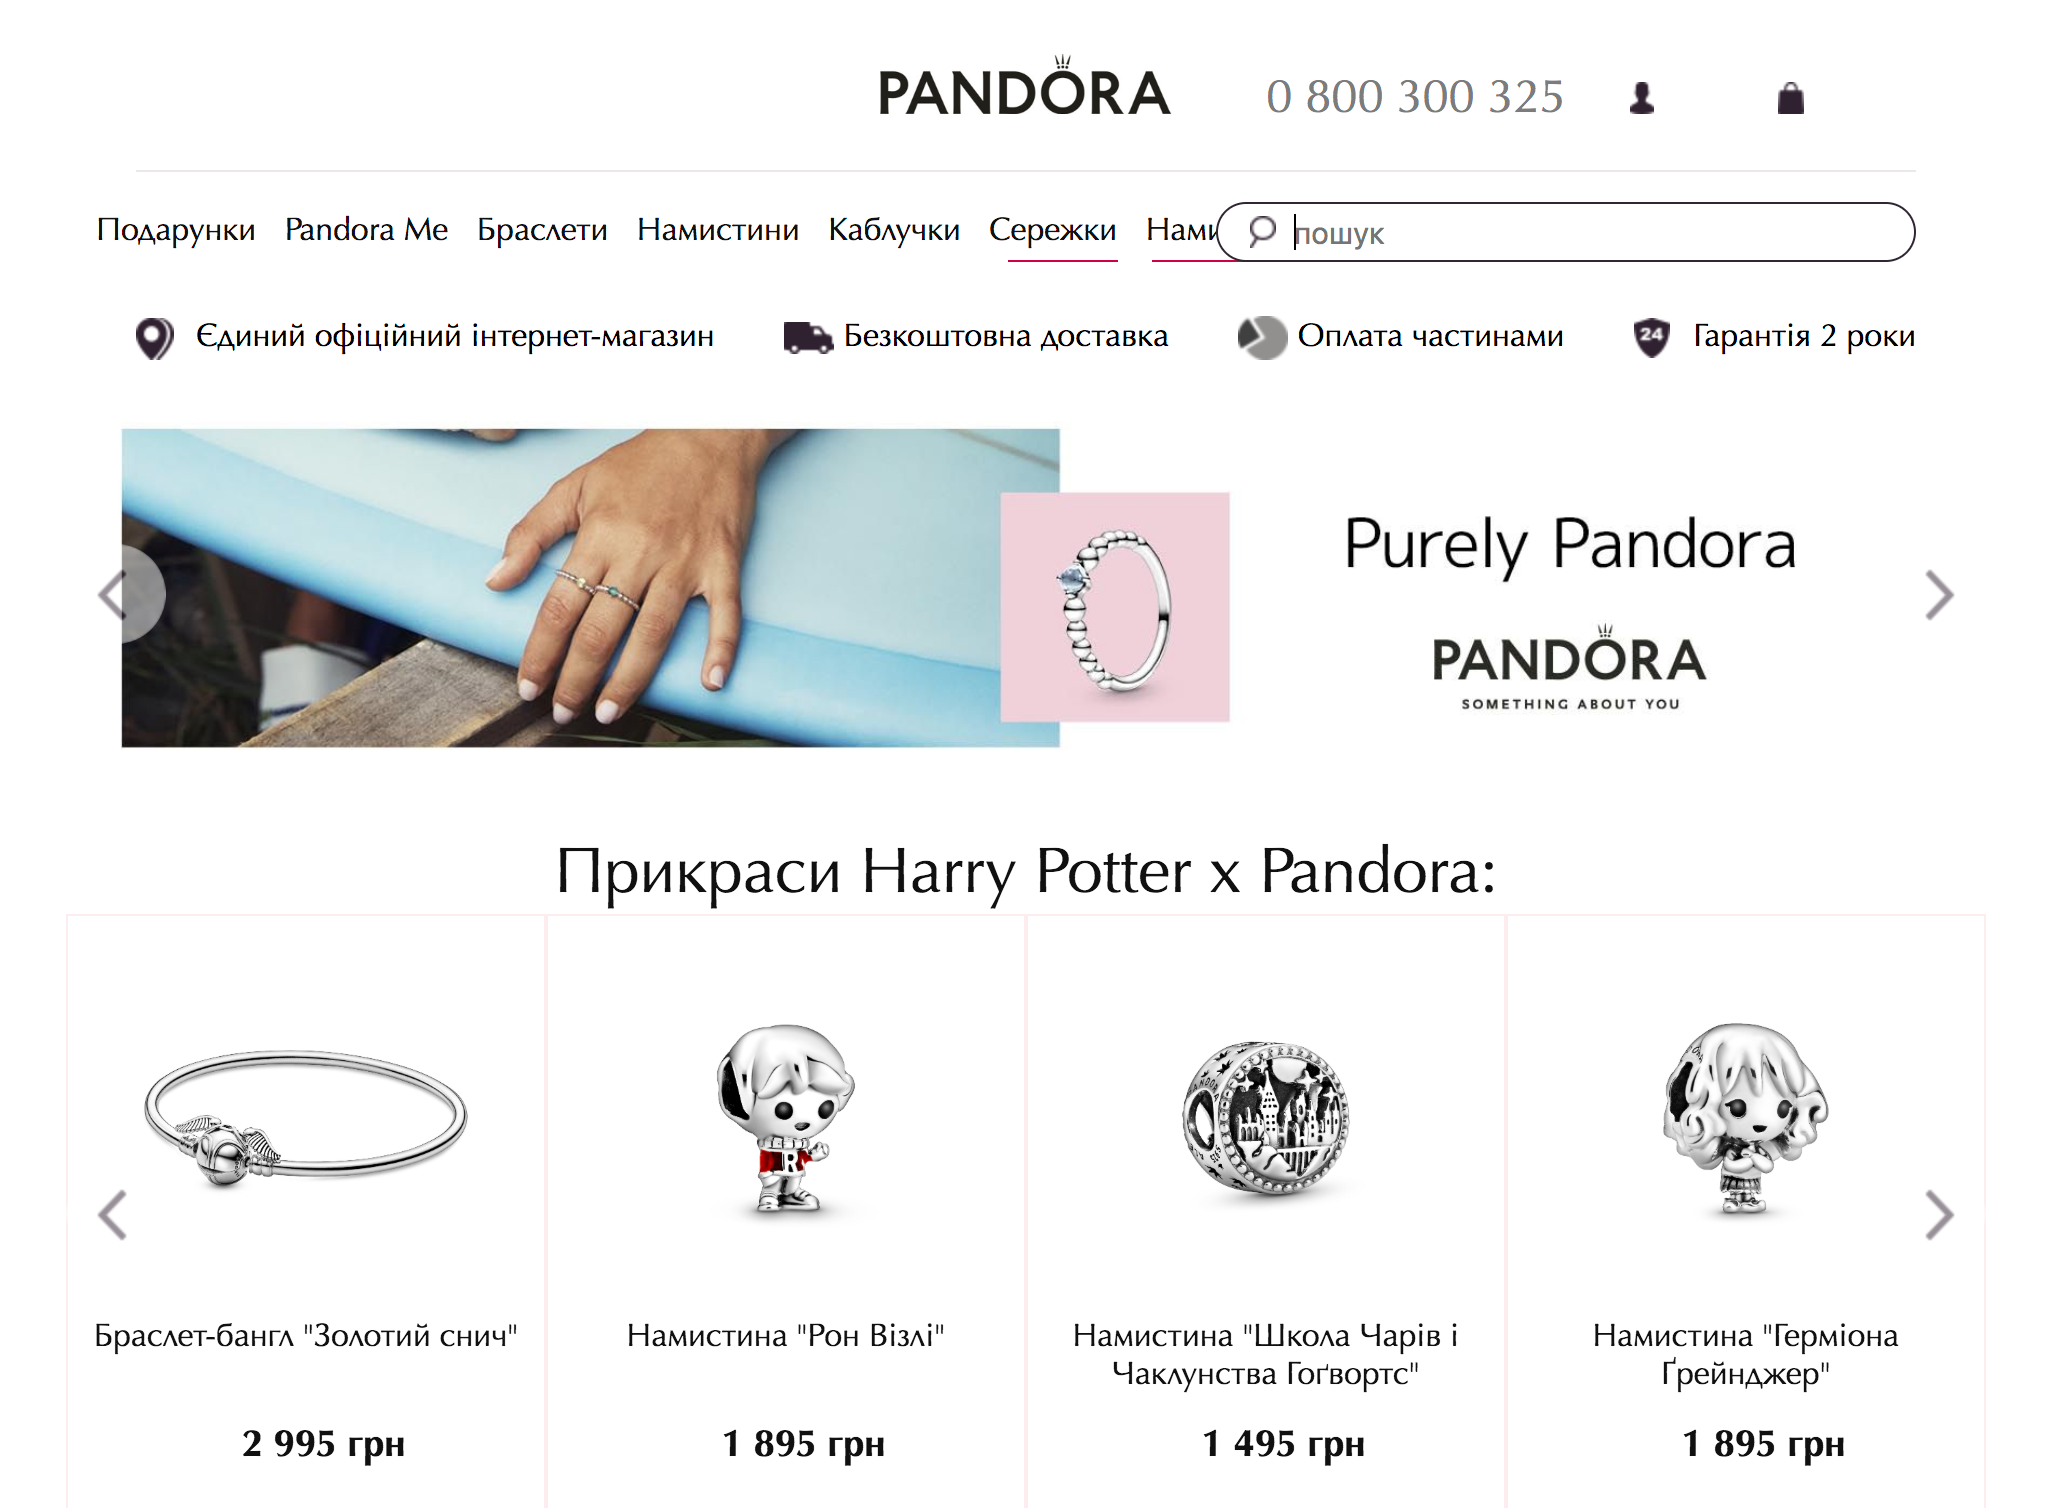 PANDORA
0 800 300 325
Подарунки Pandora Me Браслети Намистини Каблучки Сережки Нами
пошук
Єдиний офіційний інтернет-магазин
Безкоштовна доставка
Оплата частинами
24 Гарантія 2 роки
Purely Pandora
PANDORA
SOMETHING ABOUT YOU
Прикраси Harry Potter x Pandora:
R
Браслет-бангл "Золотий снич"
2 995 грн
Намистина "Рон Візлі"
1 895 грн
Намистина "Школа Чарів і
Чаклунства Гоґвортс"
1 495 грн
Намистина "Герміона
Ґрейнджер"
1 895 грн